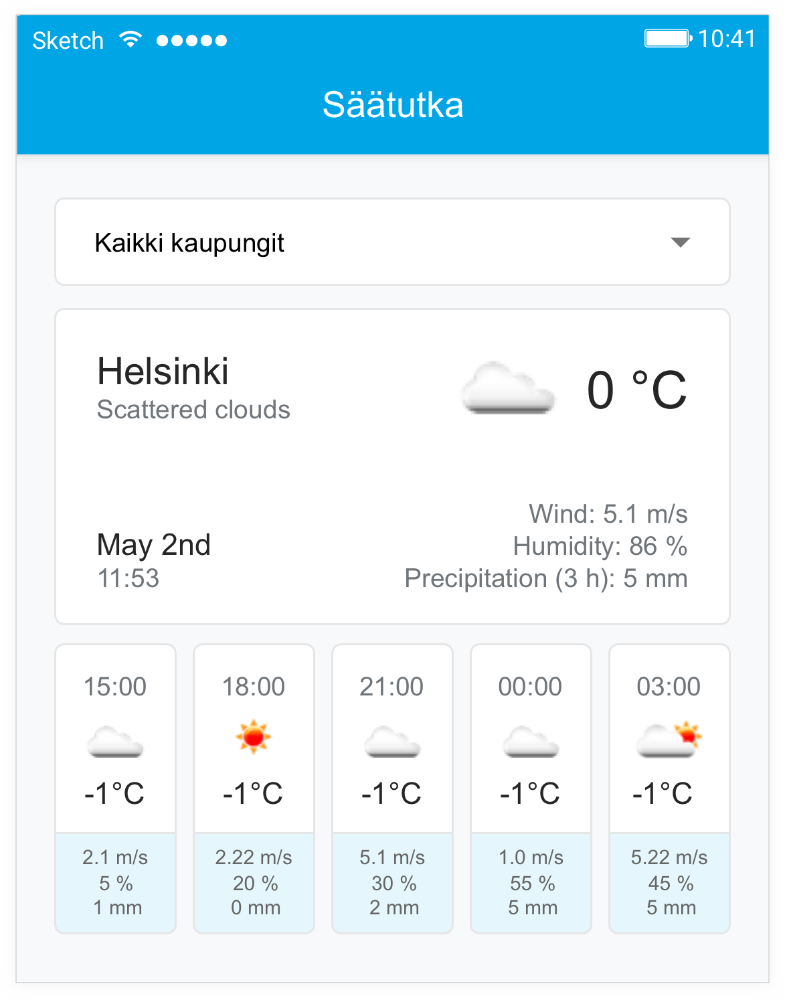 Sketch 10:41
Säätutka
Kaikki kaupungit
Helsinki
Scattered clouds
0 °C
May 2nd
11:53
Wind: 5.1 m/s
Humidity: 86 %
Precipitation (3 h): 5 mm
15:00
-1°C
2.1 m/s
5 %
1 mm
18:00
-1°C
2.22 m/s
20 %
0 mm
21:00
-1°C
5.1 m/s
30 %
2 mm
00:00
-1°C
1.0 m/s
55 %
5 mm
03:00
-1°C
5.22 m/s
45 %
5 mm